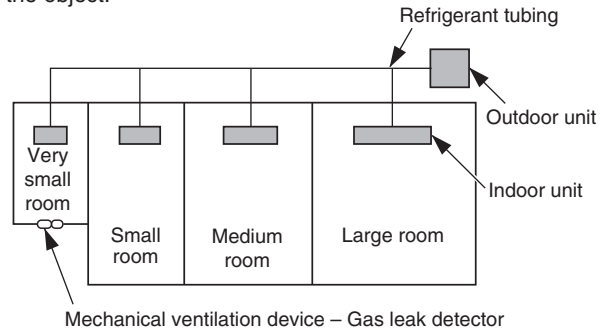 the object.
Refrigerant tubing
Outdoor unit
Indoor unit
Very
small
room
Small
room
Medium
room
Large room
Mechanical ventilation device – Gas leak detector